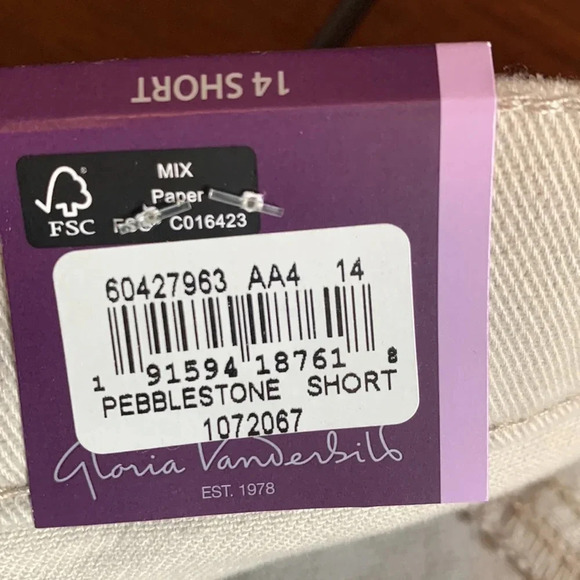 14 SHORT
MIX
Paper
FSC FSC® C016423
60427963 AA4 14
1 91594 18761 8
PEBBLESTONE SHORT
1072067
Gloria Vanderbilt
EST. 1978